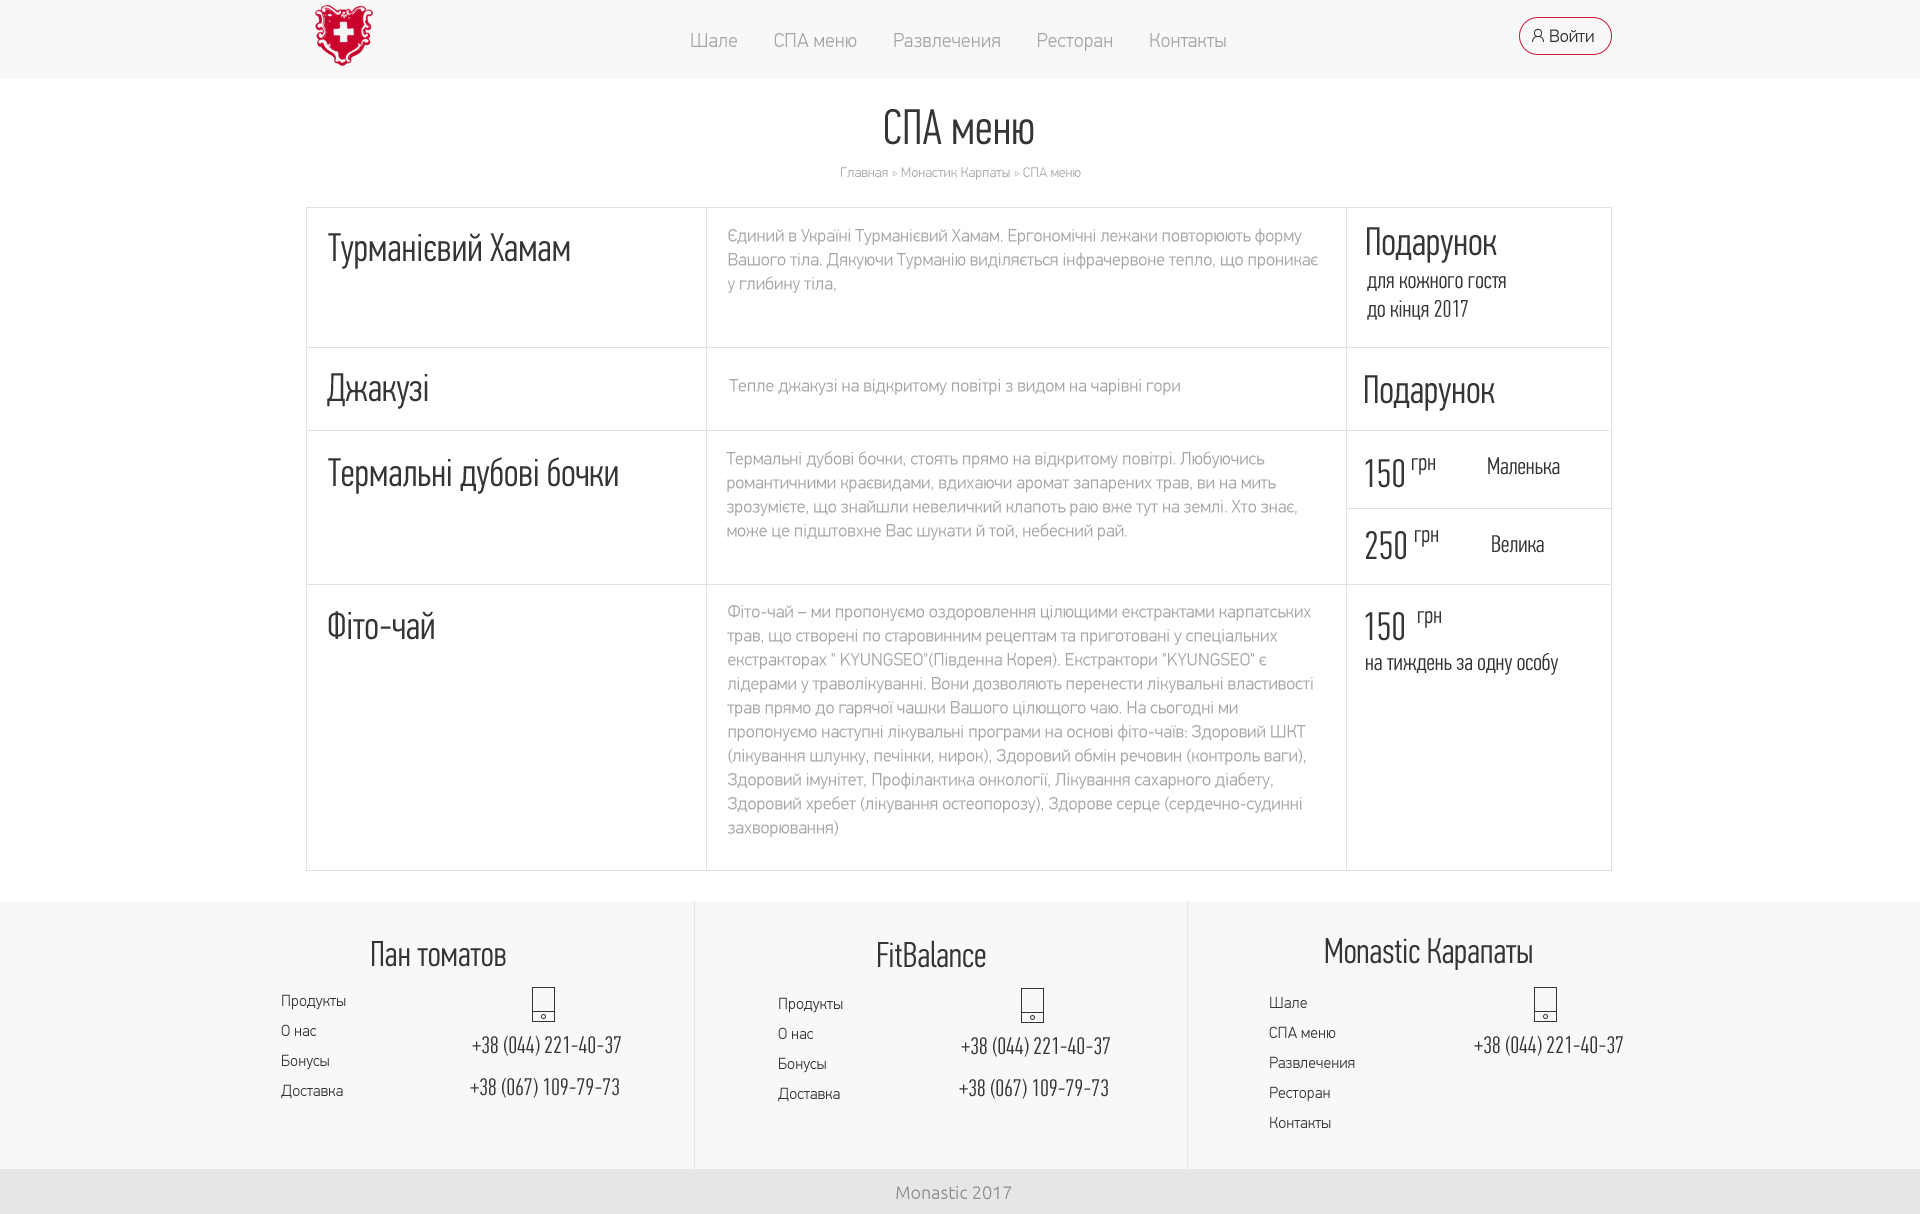 Шале СПА меню Развлечения Ресторан Контакты Войти
СПА меню
Главная » Монастик Карпаты » СПА меню
Турманієвий Хамам
Єдиний в Україні Турманієвий Хамам. Ергономічні лежаки повторюють форму
Вашого тіла. Дякуючи Турманію виділяється інфрачервоне тепло, що проникає
у глибину тіла,
Подарунок
для кожного гостя
до кінця 2017
Джакузі
Тепле джакузі на відкритому повітрі з видом на чарівні гори
Подарунок
Термальні дубові бочки
Термальні дубові бочки, стоять прямо на відкритому повітрі. Любуючись
романтичними краєвидами, вдихаючи аромат запарених трав, ви на мить
зрозумієте, що знайшли невеличкий клапоть раю вже тут на землі. Хто знає,
може це підштовхне Вас шукати й той, небесний рай.
150 грн Маленька
250 грн Велика
Фіто-чай
Фіто-чай – ми пропонуємо оздоровлення цілющими екстрактами карпатських
трав, що створені по старовинним рецептам та приготовані у спеціальних
екстракторах " KYUNGSEO"(Південна Корея). Екстрактори "KYUNGSEO" є
лідерами у траволікуванні. Вони дозволяють перенести лікувальні властивості
трав прямо до гарячої чашки Вашого цілющого чаю. На сьогодні ми
пропонуємо наступні лікувальні програми на основі фіто-чаїв: Здоровий ШКТ
(лікування шлунку, печінки, нирок), Здоровий обмін речовин (контроль ваги),
Здоровий імунітет, Профілактика онкології, Лікування сахарного діабету,
Здоровий хребет (лікування остеопорозу), Здорове серце (сердечно-судинні
захворювання)
150 грн
на тиждень за одну особу
Пан томатов
Продукты
О нас
Бонусы
Доставка
+38 (044) 221-40-37
+38 (067) 109-79-73
FitBalance
Продукты
О нас
Бонусы
Доставка
+38 (044) 221-40-37
+38 (067) 109-79-73
Monastic Карапаты
Шале
СПА меню
Развлечения
Ресторан
Контакты
+38 (044) 221-40-37
Monastic 2017